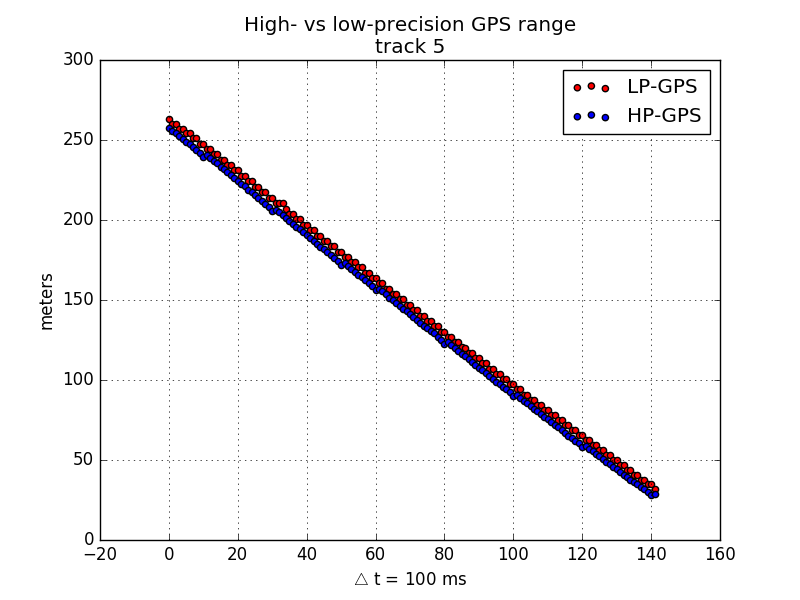 High- vs low-precision GPS range
track 5
LP-GPS
HP-GPS
300
250
200
150
100
50
0
meters
−20 0 20 40 60 80 100 120 140 160
△ t = 100 ms